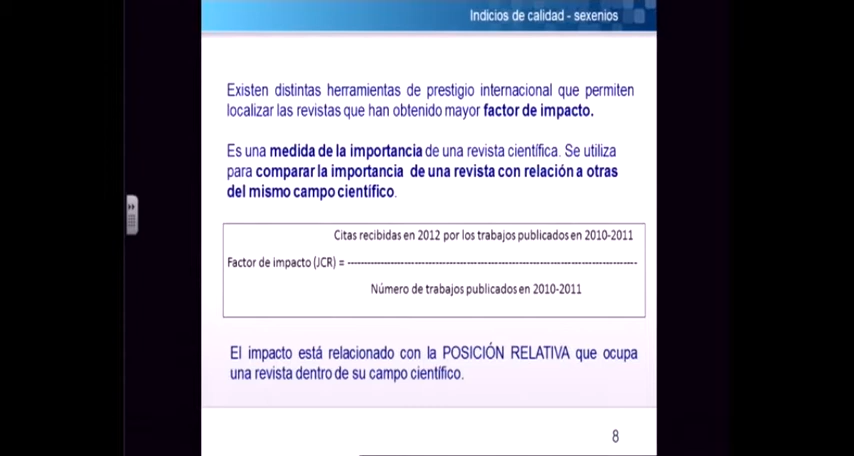 Indicios de calidad - sexenios
Existen distintas herramientas de prestigio internacional que permiten
localizar las revistas que han obtenido mayor factor de impacto.
Es una medida de la importancia de una revista científica. Se utiliza
para comparar la importancia de una revista con relación a otras
del mismo campo científico.
Citas recibidas en 2012 por los trabajos publicados en 2010-2011
Factor de impacto (JCR) = ------------------------------------------------------------
Número de trabajos publicados en 2010-2011
El impacto está relacionado con la POSICIÓN RELATIVA que ocupa
una revista dentro de su campo científico.
8